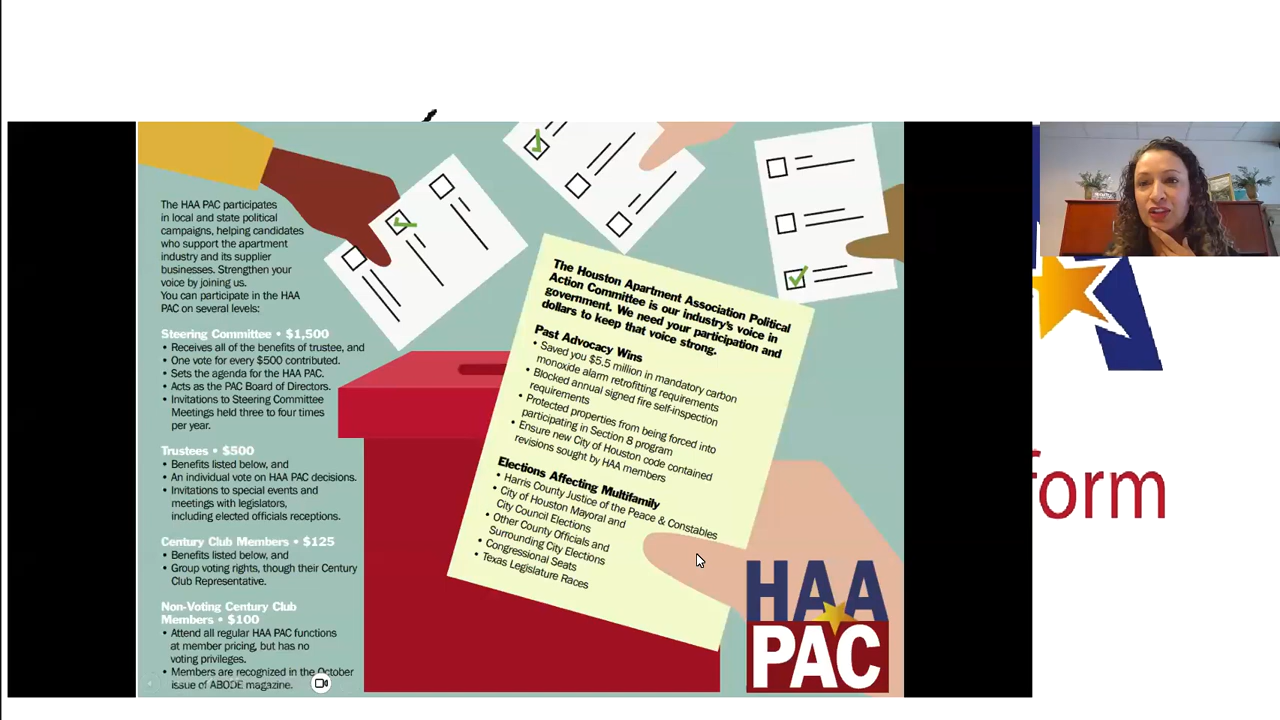 The HAA PAC participates
in local and state political
campaigns, helping candidates
who support the apartment
industry and its supplier
businesses. Strengthen your
voice by joining us.
You can participate in the HAA
PAC on several levels:
Steering Committee • $1,500
• Receives all of the benefits of trustee, and
• One vote for every $500 contributed.
• Sets the agenda for the HAA PAC.
• Acts as the PAC Board of Directors.
• Invitations to Steering Committee
Meetings held three to four times
per year.
Trustees • $500
• Benefits listed below, and
• An individual vote on HAA PAC decisions.
• Invitations to special events and
meetings with legislators,
including elected officials receptions.
Century Club Members • $125
• Benefits listed below, and
• Group voting rights, though their Century
Club Representative.
Non-Voting Century Club
Members • $100
• Attend all regular HAA PAC functions
at member pricing, but has no
voting privileges.
• Members are recognized in the October
issue of ABODE magazine.
The Houston Apartment Association Political
Action Committee is our industry's voice in
government. We need your participation and
dollars to keep that voice strong.
Past Advocacy Wins
• Saved you $5.5 million in mandatory carbon
monoxide alarm retrofitting requirements
• Blocked annual signed fire self-inspection
requirements
• Protected properties from being forced into
participating in Section 8 program
• Ensure new City of Houston code contained
revisions sought by HAA members
Elections Affecting Multifamily
• Harris County Justice of the Peace & Constables
• City of Houston Mayoral and
City Council Elections
• Other County Officials and
Surrounding City Elections
• Congressional Seats
• Texas Legislature Races
HAA
PAC
form